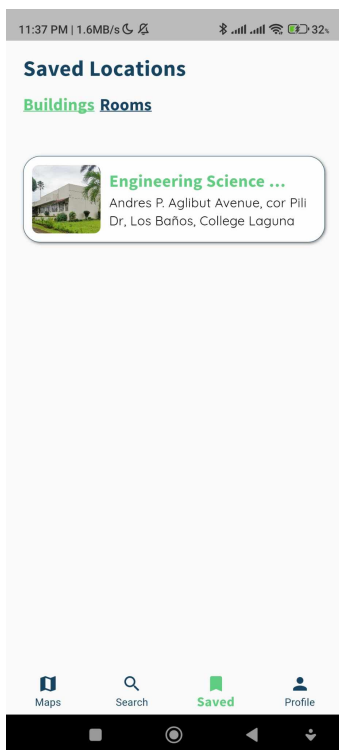 11:37 PM | 1.6MB/s
32%
Saved Locations
Buildings Rooms
Engineering Science ...
Andres P. Aglibut Avenue, cor Pili
Dr, Los Baños, College Laguna
Maps
Search
Saved
Profile